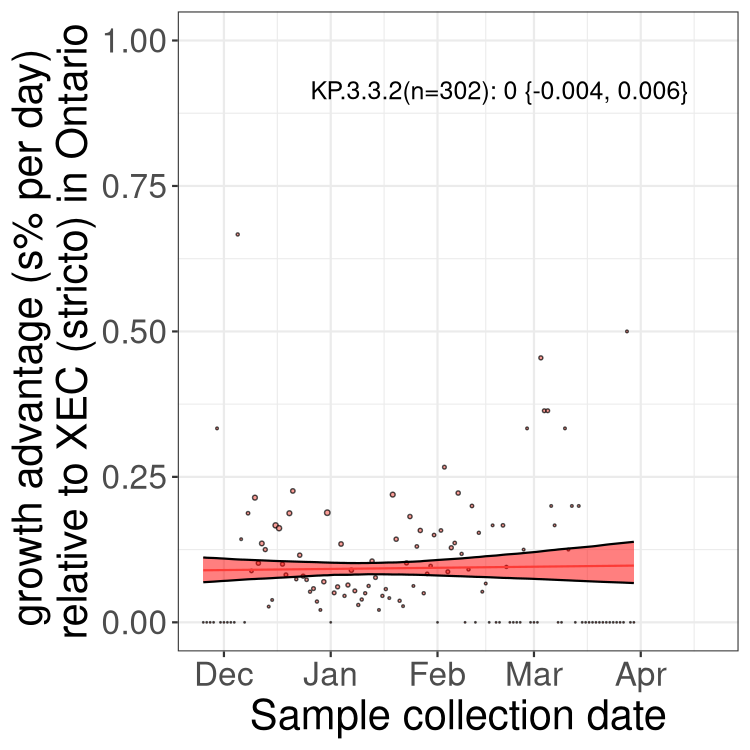 growth advantage (s% per day)
relative to XEC (stricto) in Ontario
1.00
0.75
0.50
0.25
0.00
KP.3.3.2(n=302): 0 {-0.004, 0.006}
Dec Jan Feb Mar Apr
Sample collection date